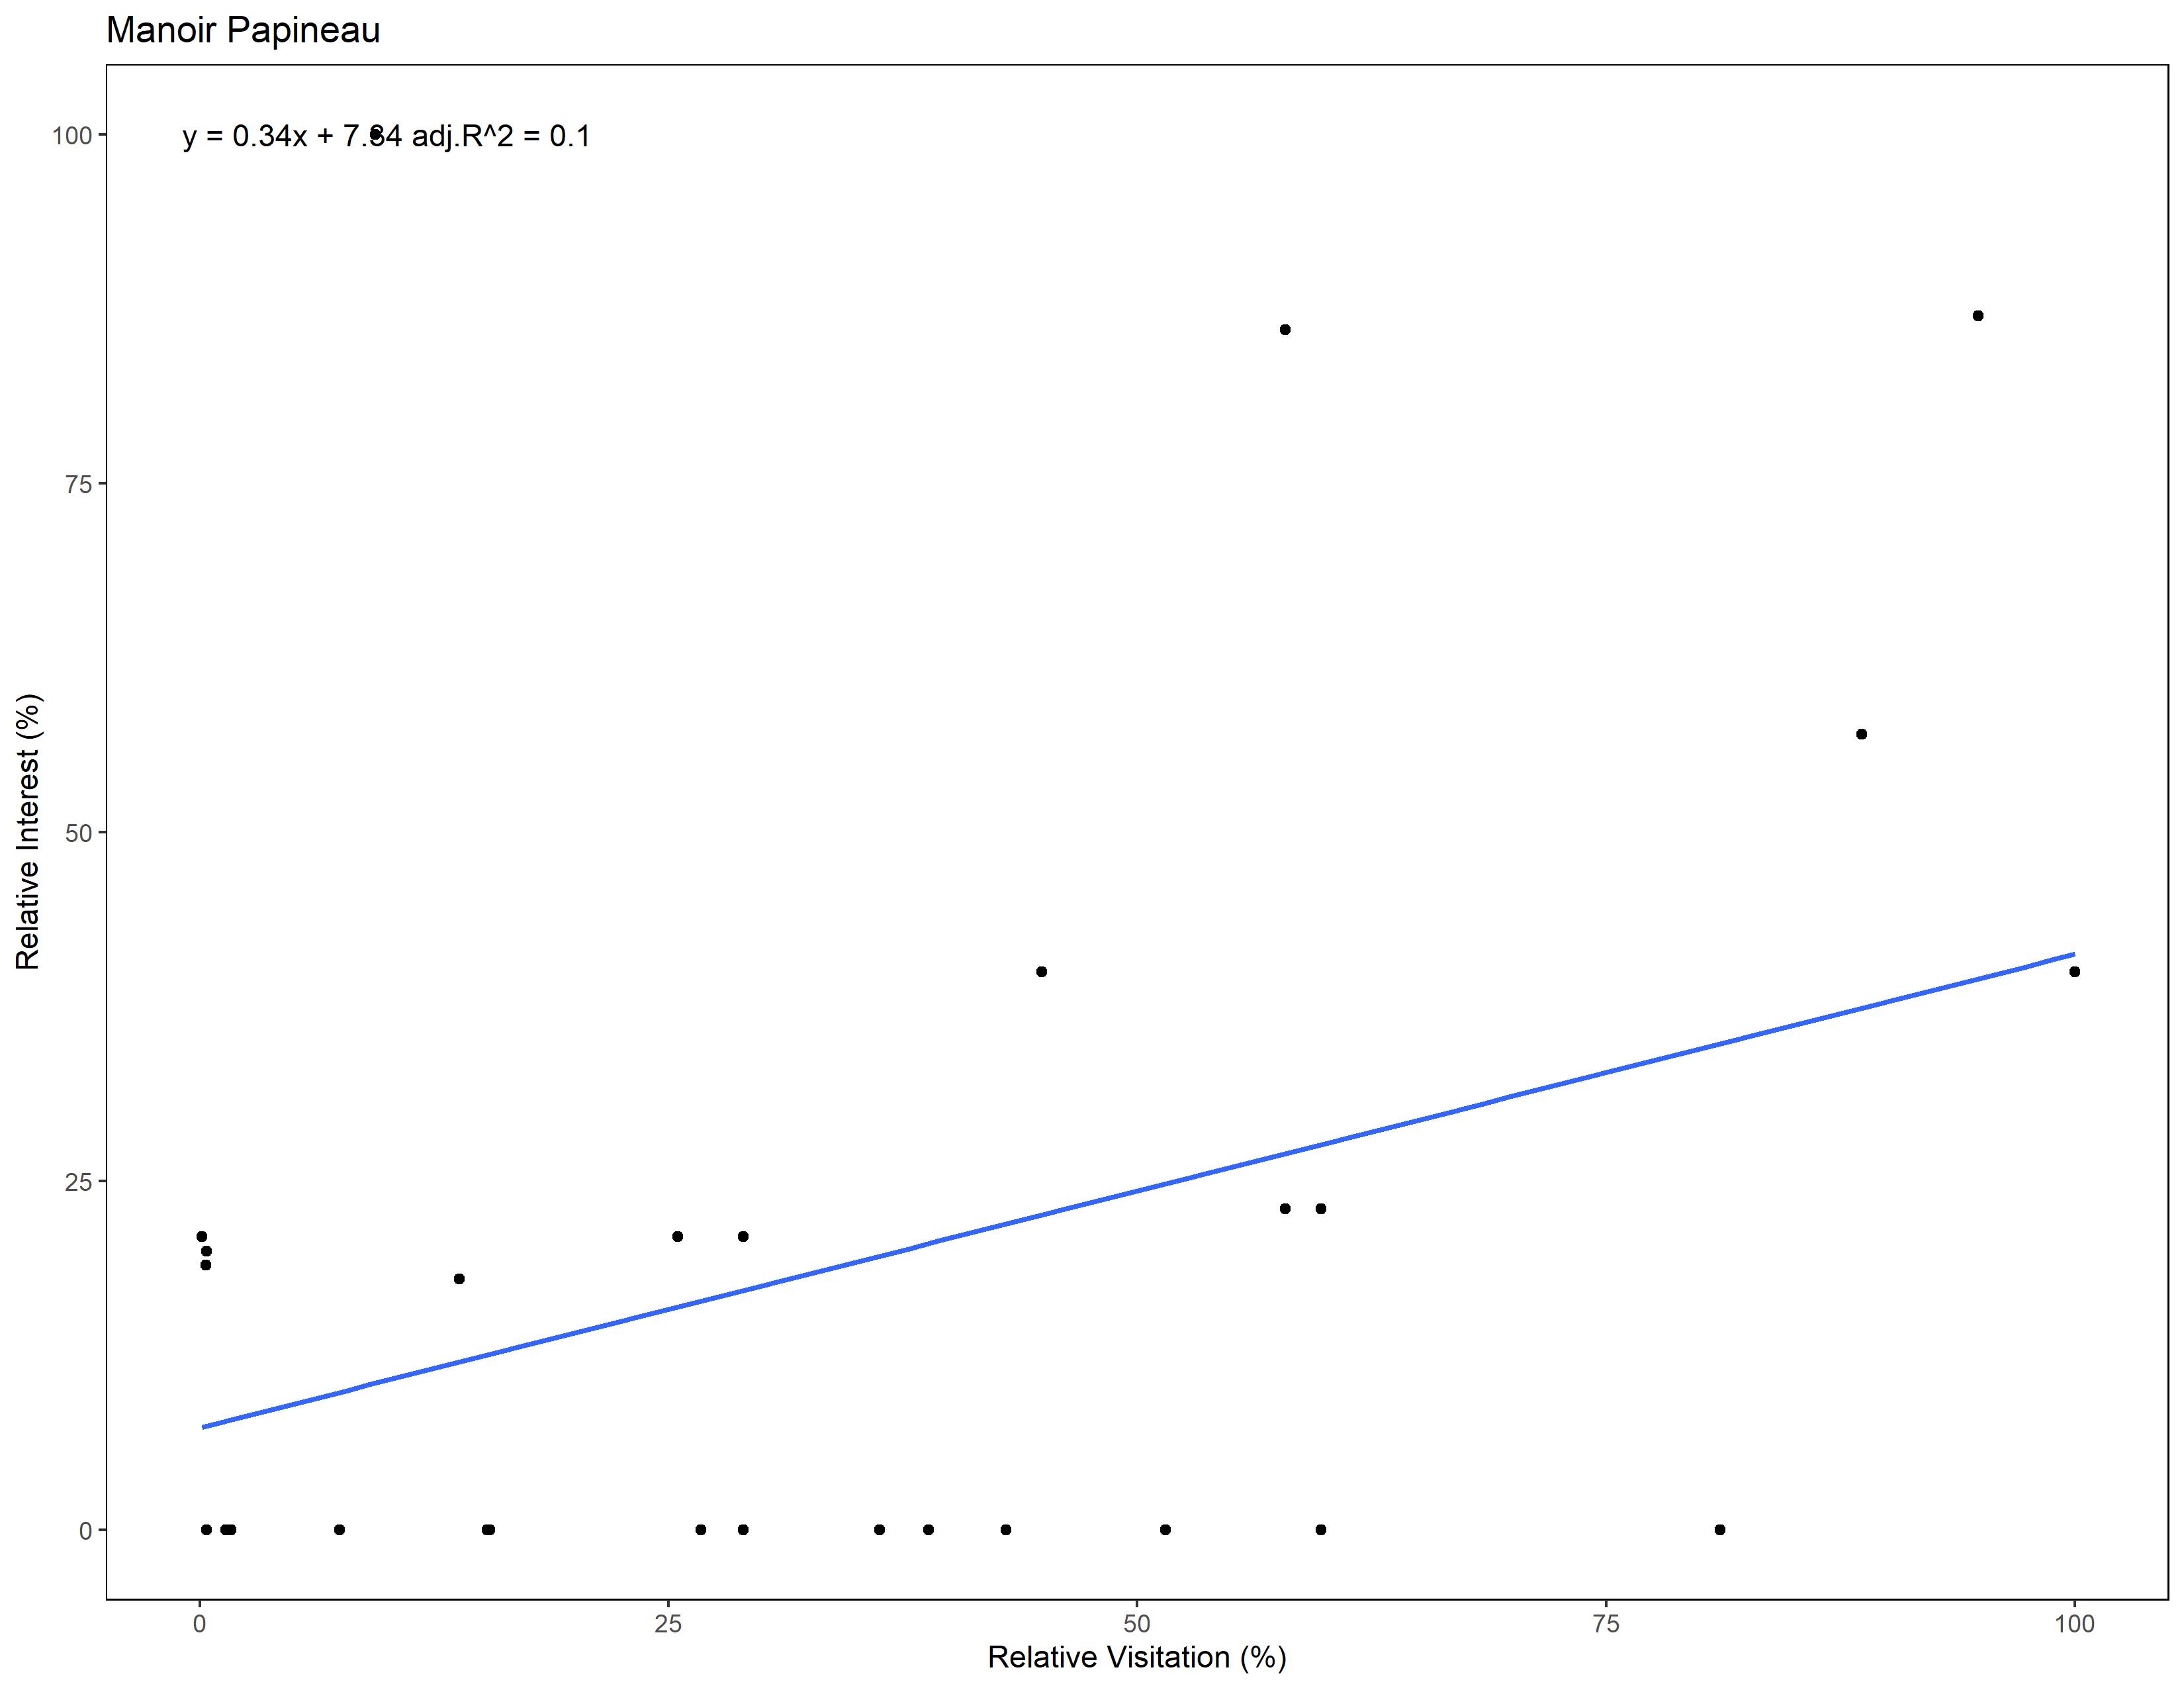 Manoir Papineau
y = 0.34x + 7.34 adj.R^2 = 0.1
100
75
50
25
0
Relative Interest (%)
0 25 50 75 100
Relative Visitation (%)